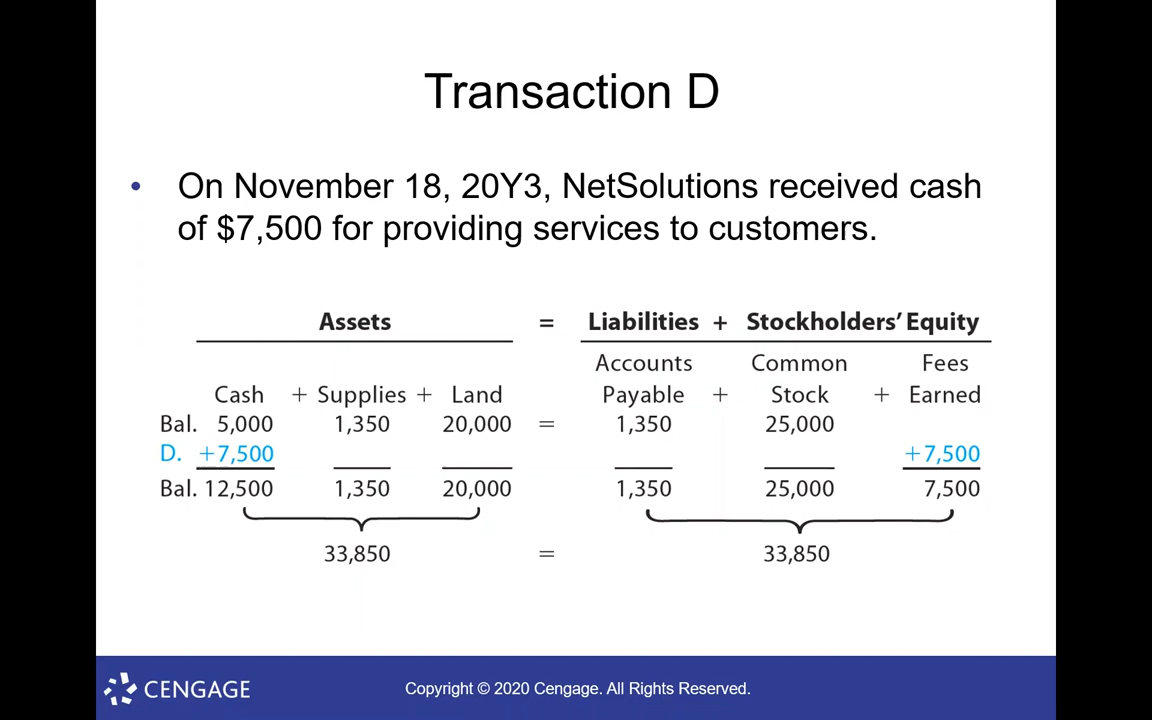 Transaction D
• On November 18, 20Y3, NetSolutions received cash
of $7,500 for providing services to customers.
Assets = Liabilities + Stockholders’ Equity
Accounts Common Fees
Cash + Supplies + Land Payable + Stock + Earned
Bal. 5,000 1,350 20,000 = 1,350 25,000
D. +7,500 +7,500
Bal. 12,500 1,350 20,000 1,350 25,000 7,500
33,850 = 33,850
CENGAGE Copyright © 2020 Cengage. All Rights Reserved.